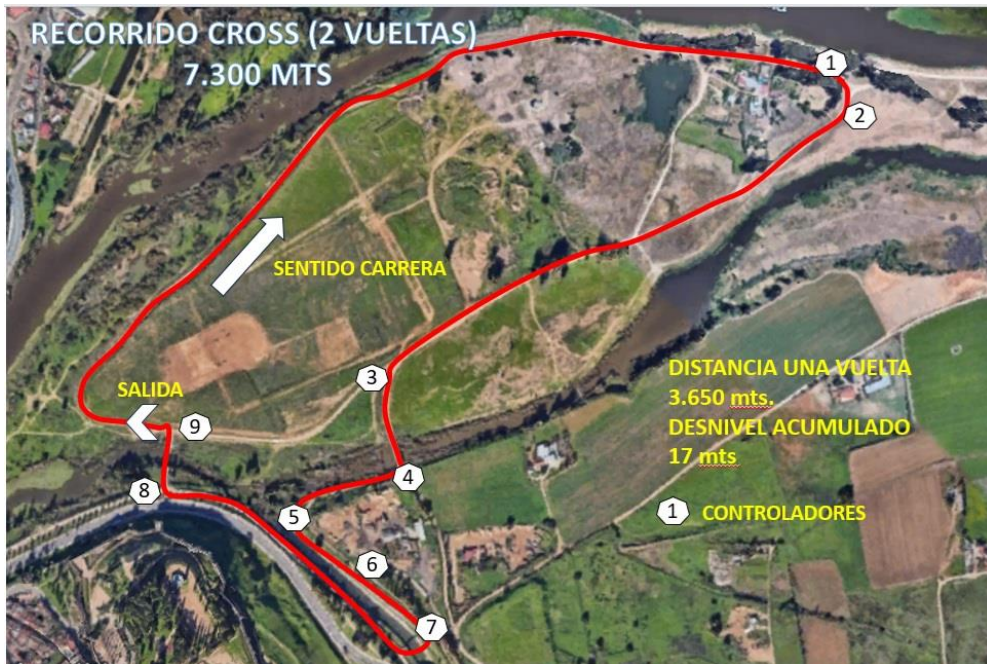 RECORRIDO CROSS (2 VUELTAS)
7.300 MTS
1
2
SENTIDO CARRERA
3
SALIDA
9
DISTANCIA UNA VUELTA
3.650 mts.
DESNIVEL ACUMULADO
17 mts
4
8
5
1 CONTROLADORES
6
7